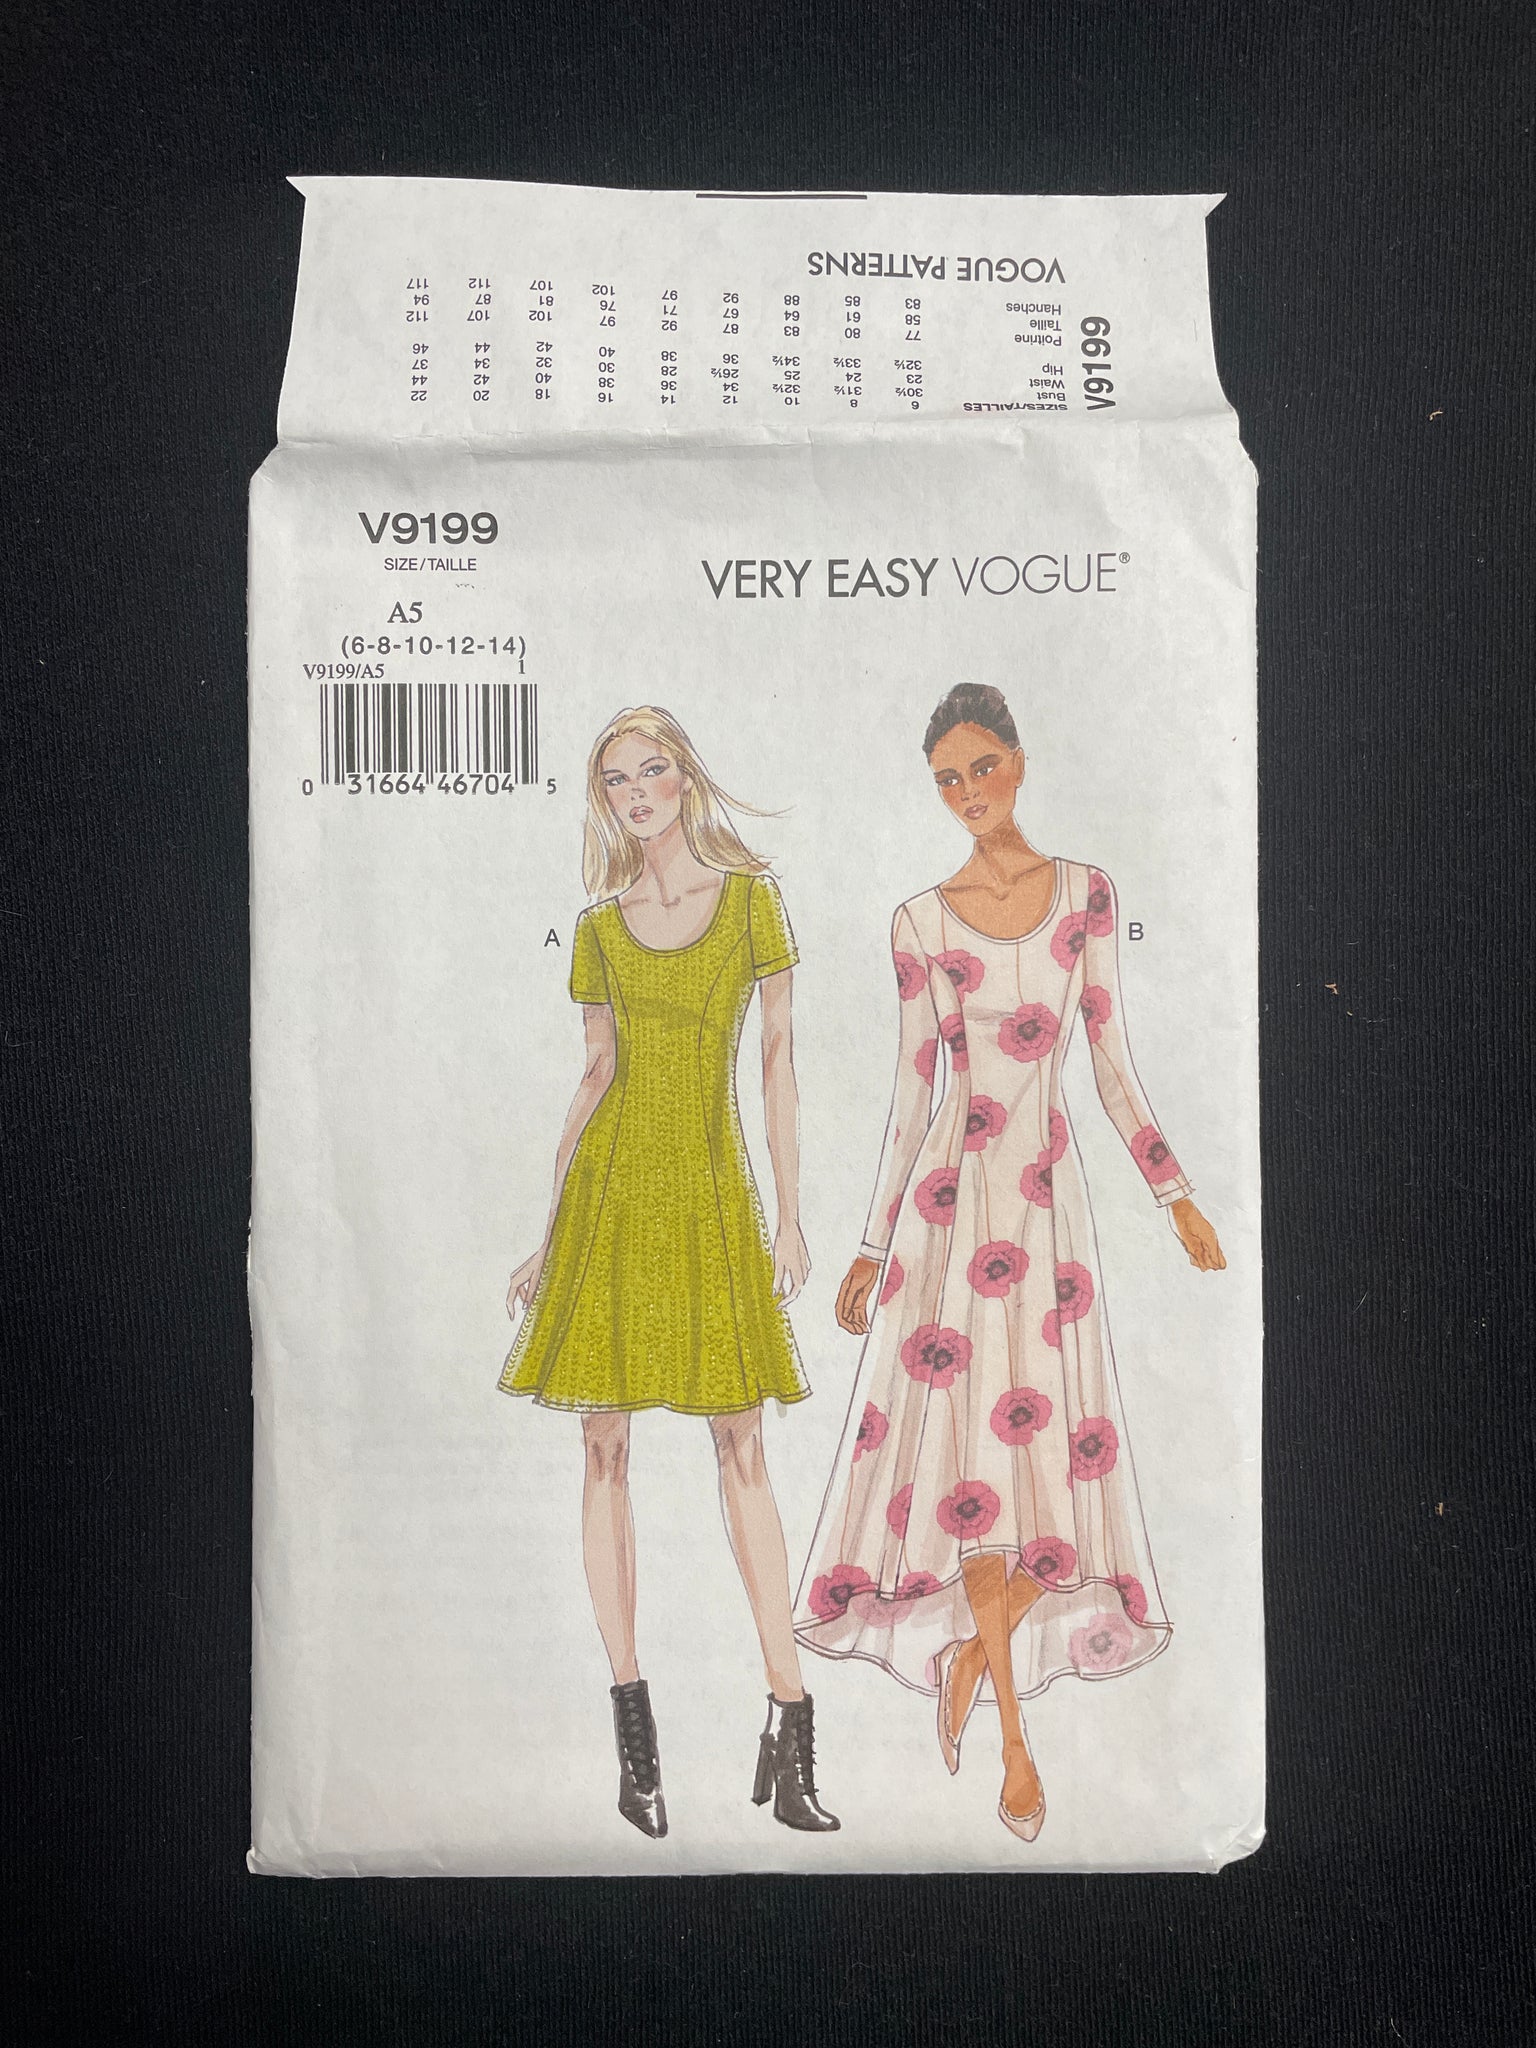 VOGUE PATTERNS
V9199
SIZES/TAILLES 6 8 10 12 14 16 18 20 22
Bust 30½ 31½ 32½ 34 36 38 40 42 44
Waist 23 24 25 26½ 28 30 32 34 37
Hip 32½ 33½ 34½ 36 38 40 42 44 46
Poitrine 77 80 83 87 92 97 102 107 112
Taille 58 61 64 67 71 76 81 87 94
Hanches 83 85 88 92 97 102 107 112 117
V9199
SIZE/TAILLE
A5
(6-8-10-12-14)
V9199/A5 1
0 31664 46704 5
VERY EASY VOGUE®
A
B